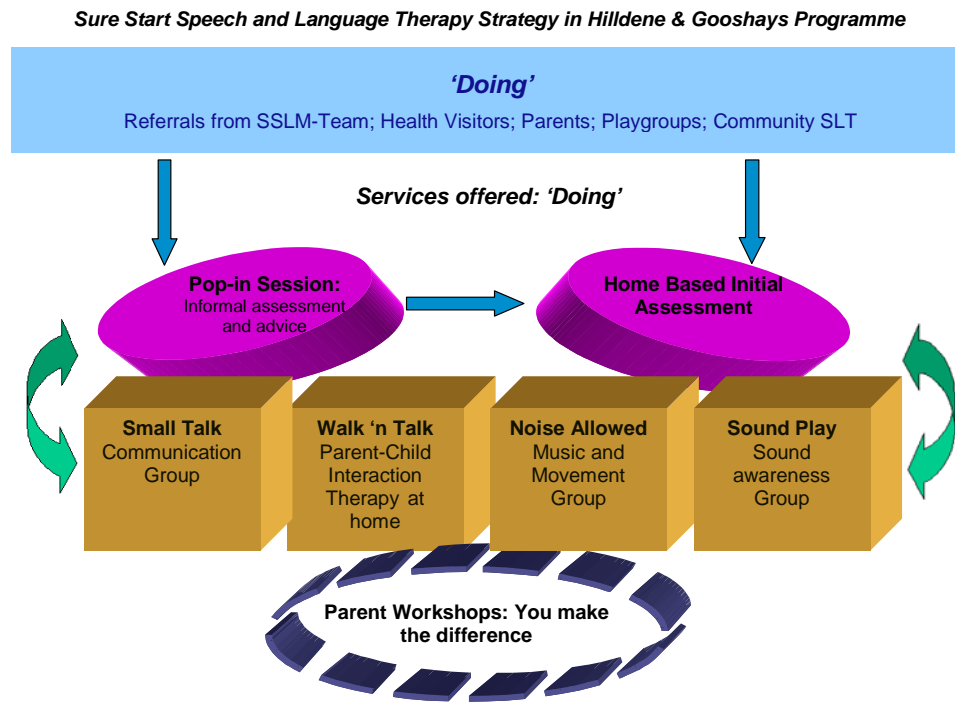 Sure Start Speech and Language Therapy Strategy in Hilldene & Gooshays Programme
‘Doing’
Referrals from SSLM-Team; Health Visitors; Parents; Playgroups; Community SLT
Services offered: ‘Doing’
Pop-in Session:
Informal assessment
and advice
Home Based Initial
Assessment
Small Talk
Communication
Group
Walk ‘n Talk
Parent-Child
Interaction
Therapy at
home
Noise Allowed
Music and
Movement
Group
Sound Play
Sound
awareness
Group
Parent Workshops: You make
the difference